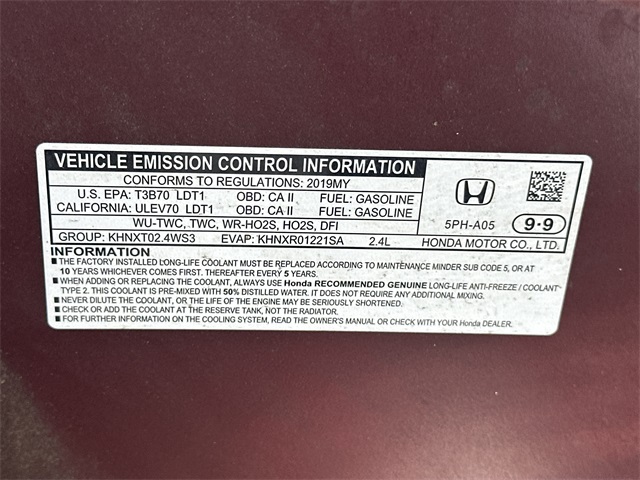 VEHICLE EMISSION CONTROL INFORMATION
CONFORMS TO REGULATIONS: 2019MY
U.S. EPA: T3B70 LDT1 OBD: CA II FUEL: GASOLINE
CALIFORNIA: ULEV70 LDT1 OBD: CA II FUEL: GASOLINE
WU-TWC, TWC, WR-HO2S, HO2S, DFI
GROUP: KHNXT02.4WS3 EVAP: KHNXR01221SA 2.4L
5PH-A05 9•9
HONDA MOTOR CO., LTD.
INFORMATION
■ THE FACTORY INSTALLED LONG-LIFE COOLANT MUST BE REPLACED ACCORDING TO MAINTENANCE MINDER SUB CODE 5, OR AT
10 YEARS WHICHEVER COMES FIRST. THEREAFTER EVERY 5 YEARS.
■ WHEN ADDING OR REPLACING THE COOLANT, ALWAYS USE Honda RECOMMENDED GENUINE LONG-LIFE ANTI-FREEZE / COOLANT
TYPE 2. THIS COOLANT IS PRE-MIXED WITH 50% DISTILLED WATER. IT DOES NOT REQUIRE ANY ADDITIONAL MIXING.
■ NEVER DILUTE THE COOLANT, OR THE LIFE OF THE ENGINE MAY BE SERIOUSLY SHORTENED.
■ CHECK OR ADD THE COOLANT AT THE RESERVE TANK, NOT THE RADIATOR.
■ FOR FURTHER INFORMATION ON THE COOLING SYSTEM, READ THE OWNER'S MANUAL OR CHECK WITH YOUR Honda DEALER.